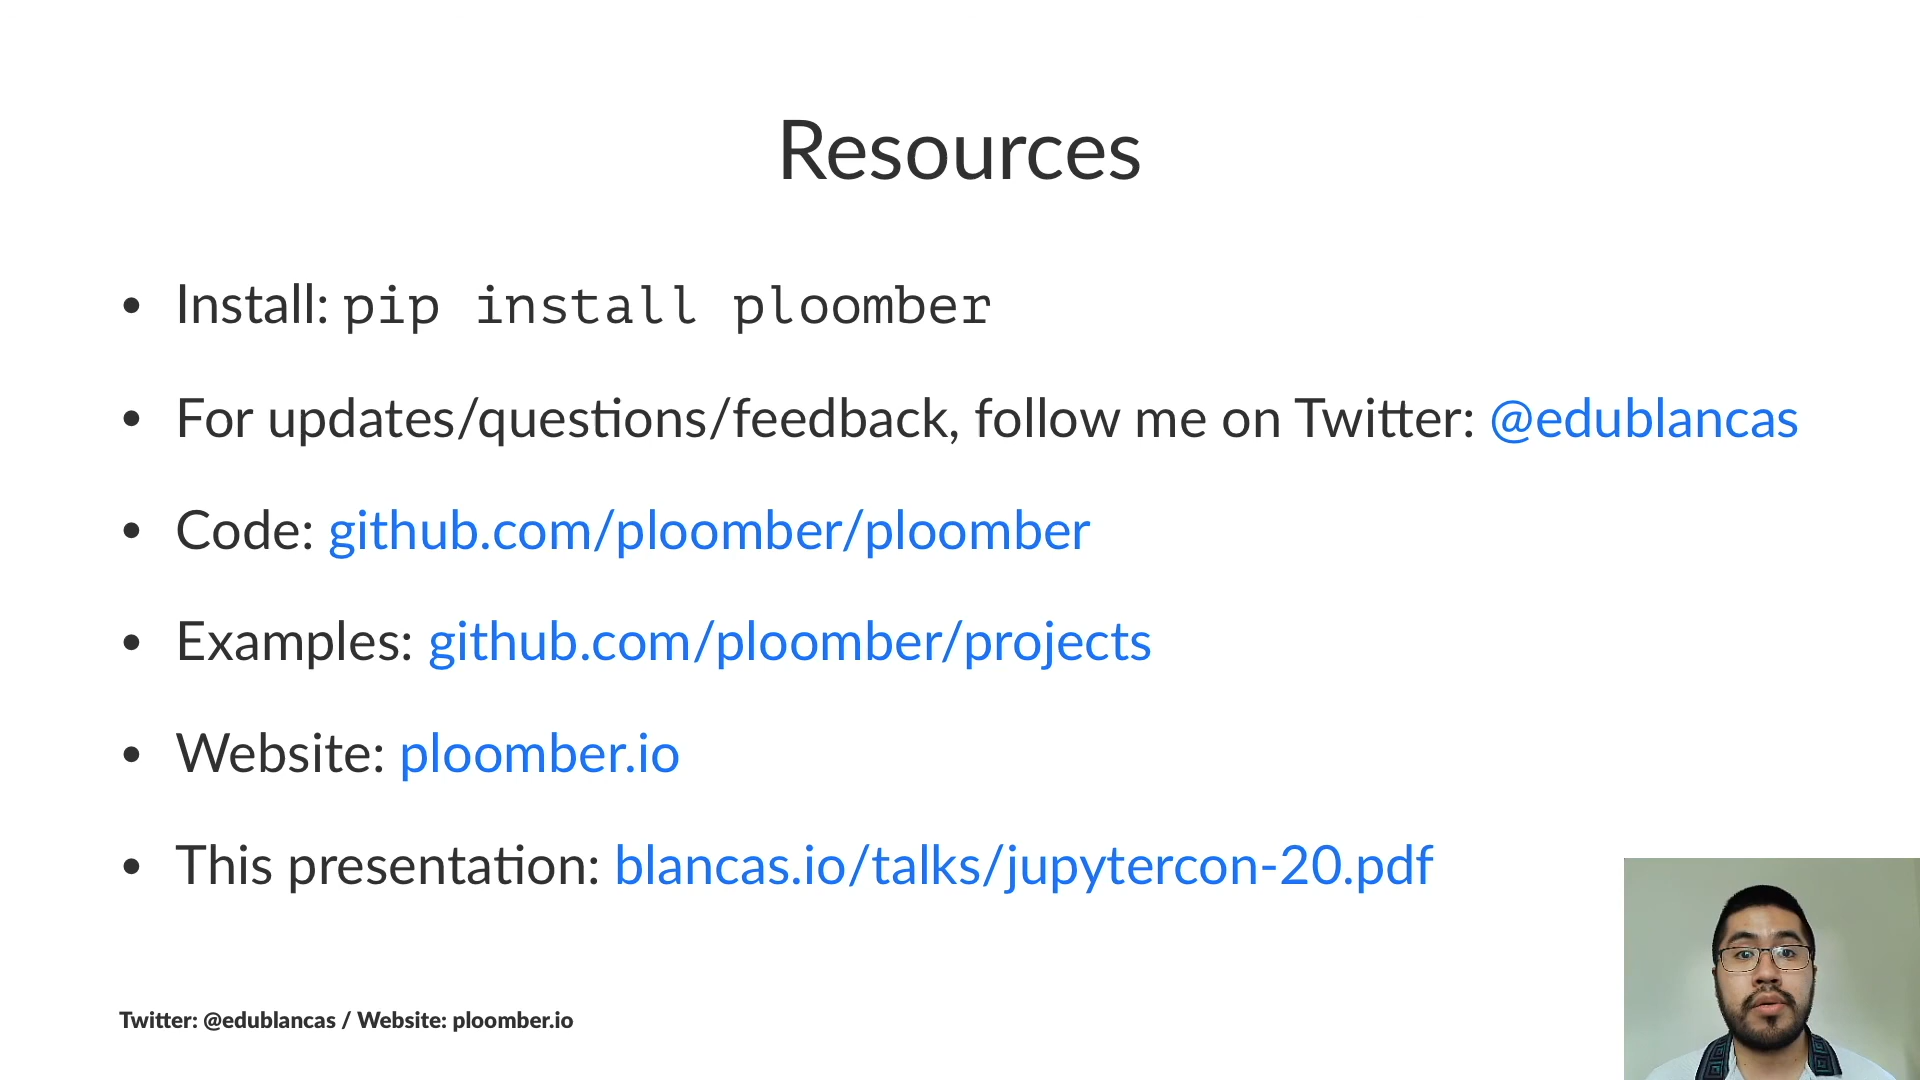 Resources
• Install: pip install ploomber
• For updates/questions/feedback, follow me on Twitter: @edublancas
• Code: github.com/ploomber/ploomber
• Examples: github.com/ploomber/projects
• Website: ploomber.io
• This presentation: blancas.io/talks/jupytercon-20.pdf
Twitter: @edublancas / Website: ploomber.io